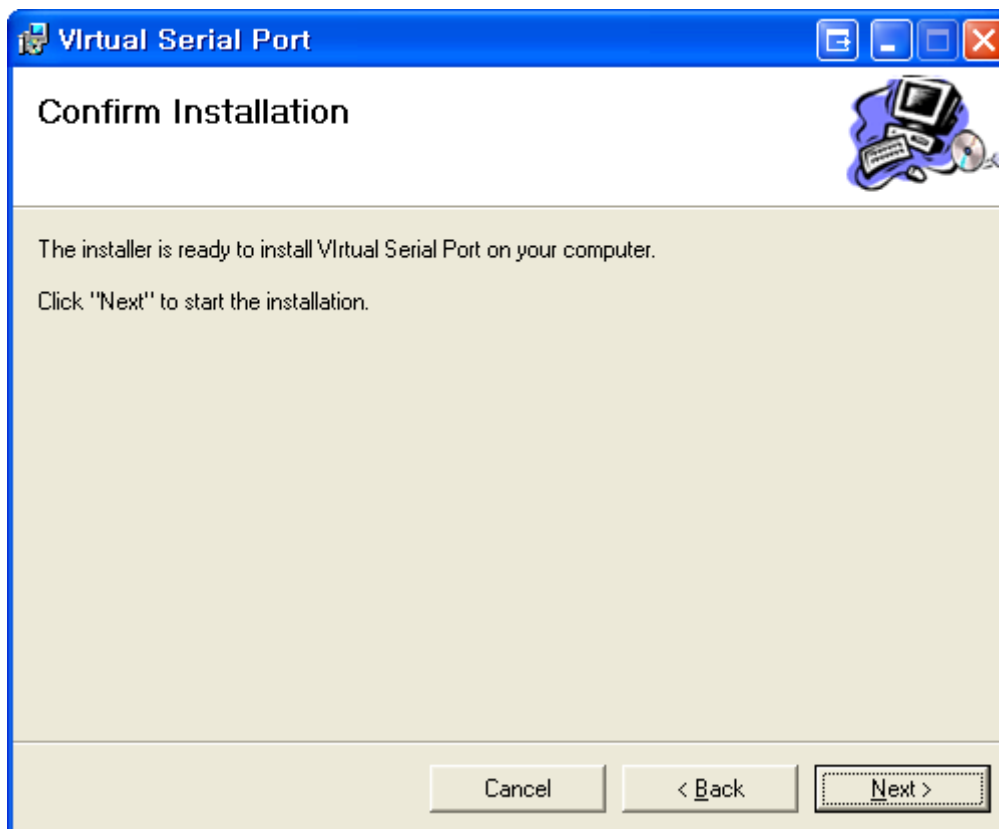 VIrtual Serial Port
Confirm Installation
The installer is ready to install VIrtual Serial Port on your computer.
Click "Next" to start the installation.
Cancel
< Back
Next >